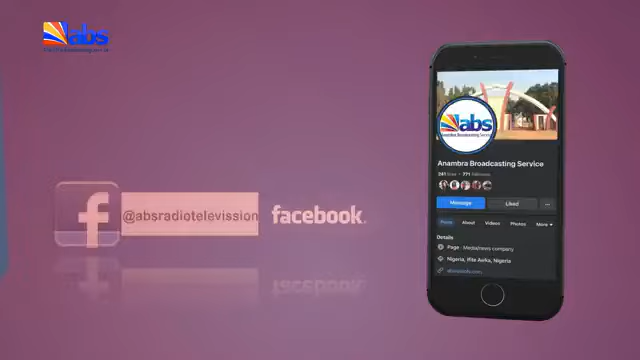 abs
@absradiotelevission
facebook.
abs
Anambra Broadcasting Service
Anambra Broadcasting Service
Message
Liked
Posts About Videos Photos More
Details
Page · Media/news company
Nigeria, Ifite Awka, Nigeria